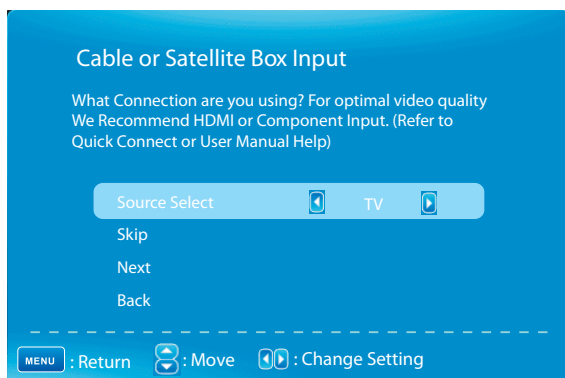 Cable or Satellite Box Input
What Connection are you using? For optimal video quality
We Recommend HDMI or Component Input. (Refer to
Quick Connect or User Manual Help)
Source Select TV
Skip
Next
Back
MENU : Return : Move : Change Setting